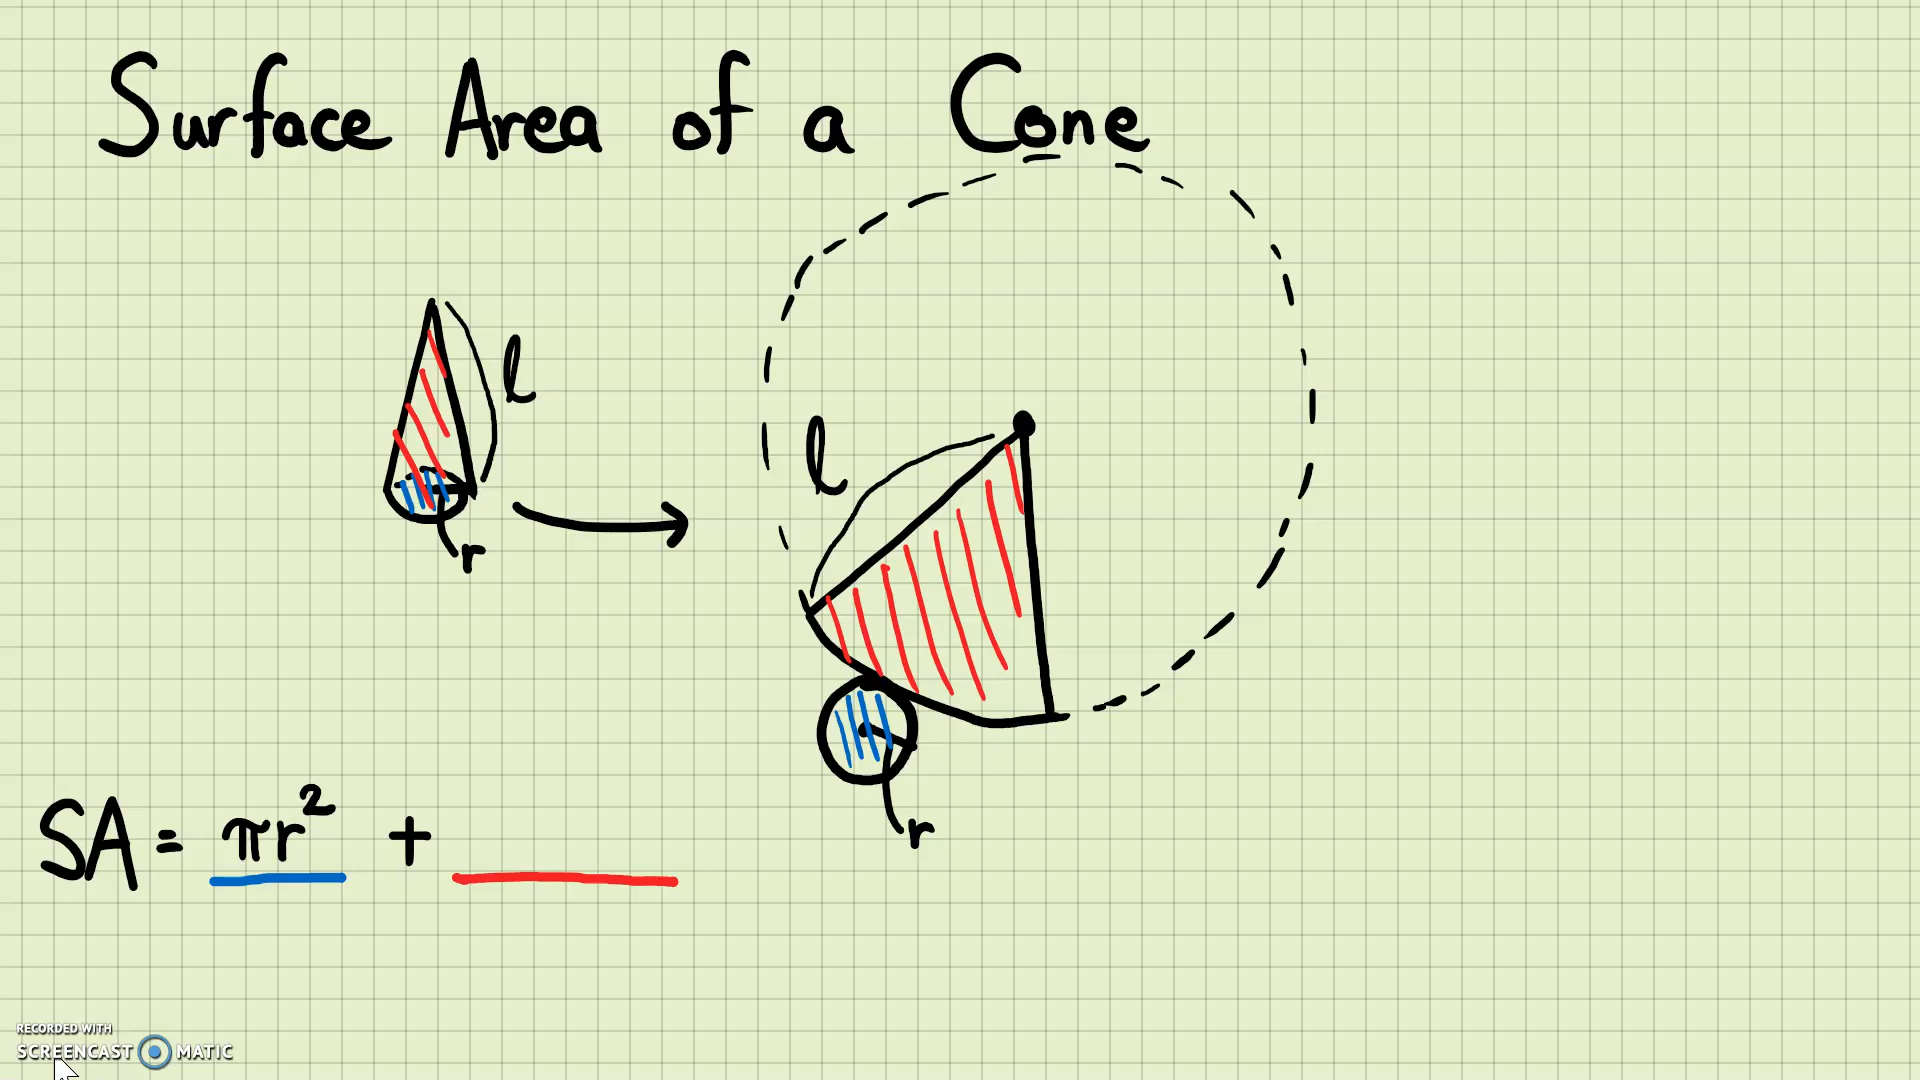 Surface Area of a Cone
l
r
l
r
SA = πr² +
RECORDED WITH
SCREENCAST MATIC